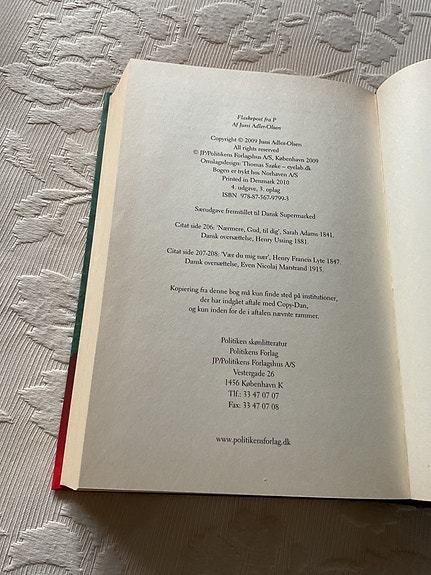 Flaskepost fra P
Af Jussi Adler-Olsen
Copyright © 2009 Jussi Adler-Olsen
All rights reserved
© JP/Politikens Forlagshus A/S, København 2009
Omslagsdesign: Thomas Szøke – eyelab.dk
Bogen er trykt hos Norhaven A/S
Printed in Denmark 2010
4. udgave, 3. oplag
ISBN 978-87-567-9799-3
Særudgave fremstillet til Dansk Supermarked
Citat side 206: 'Nærmere, Gud, til dig', Sarah Adams 1841.
Dansk oversættelse, Henry Ussing 1881.
Citat side 207-208: 'Vær du mig nær', Henry Francis Lyte 1847.
Dansk oversættelse, Even Nicolaj Marstrand 1915.
Kopiering fra denne bog må kun finde sted på institutioner,
der har indgået aftale med Copy-Dan,
og kun inden for de i aftalen nævnte rammer.
Politiken skønlitteratur
Politikens Forlag
JP/Politikens Forlagshus A/S
Vestergade 26
1456 København K
Tlf.: 33 47 07 07
Fax: 33 47 07 08
www.politikensforlag.dk